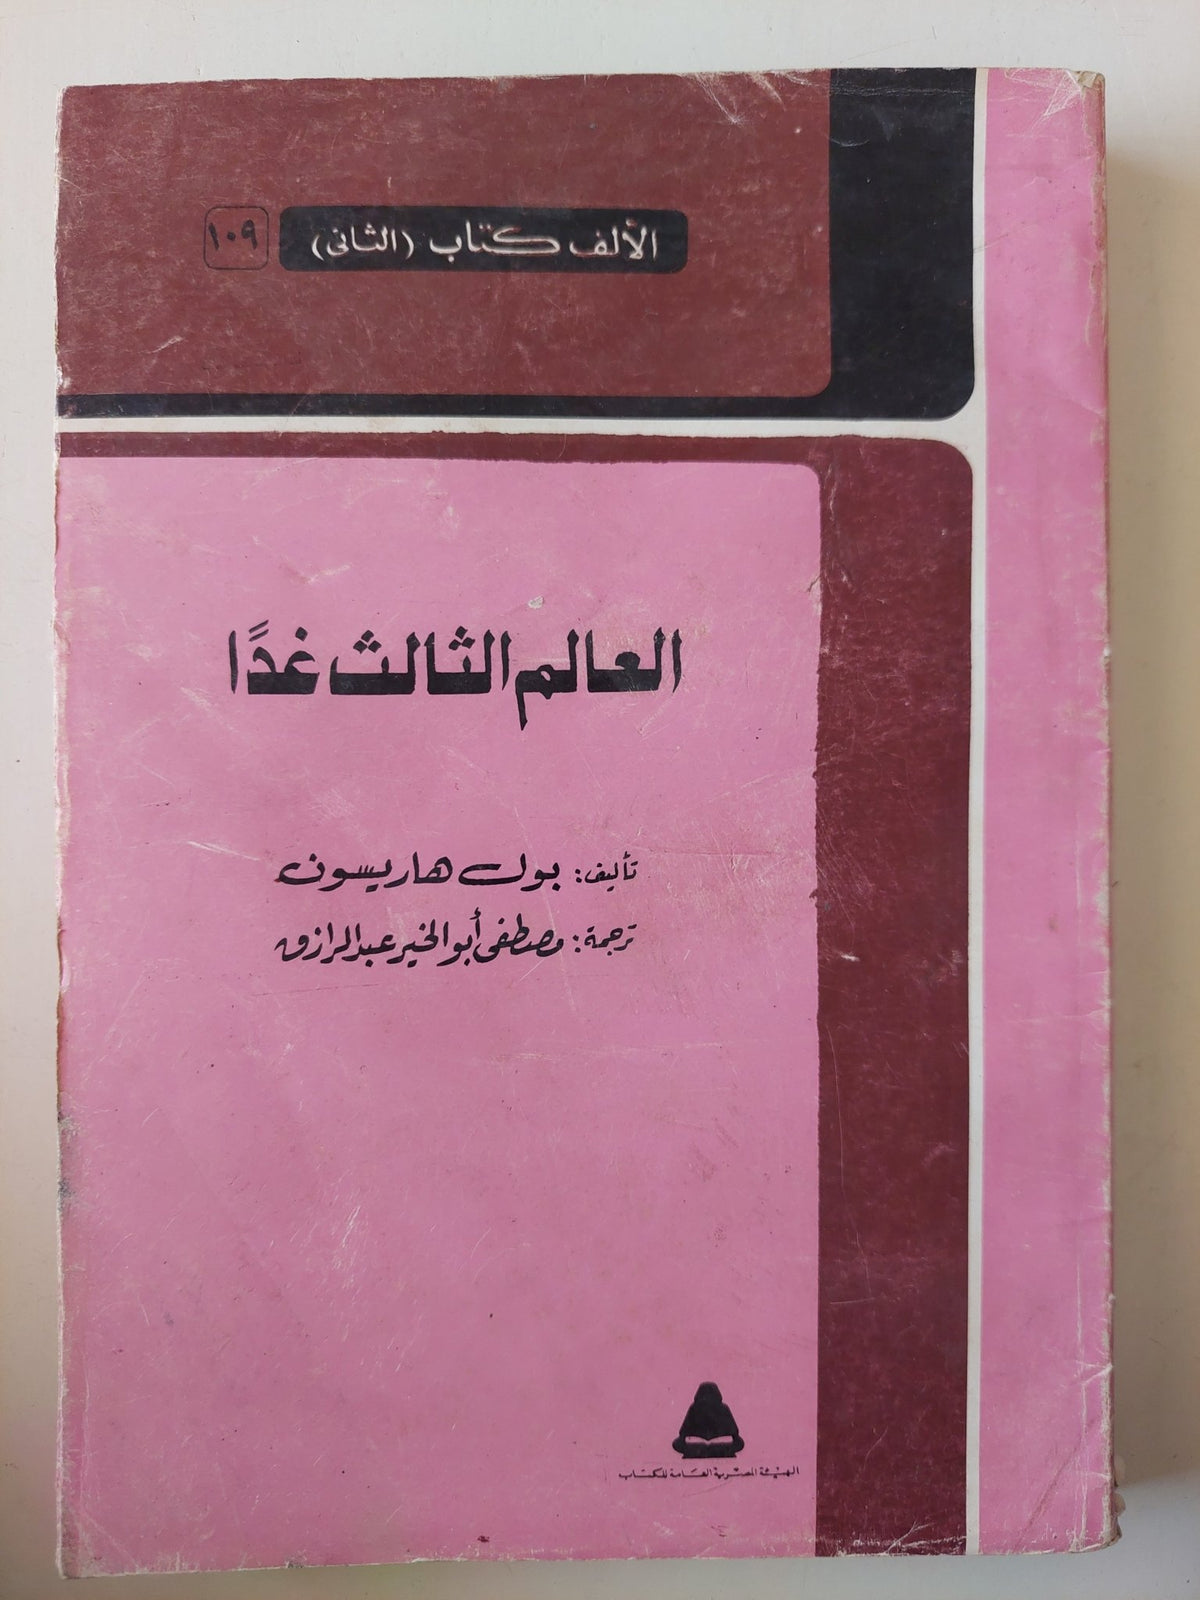 الألف كتاب (الثانى) ١٠٩
العالم الثالث غدًا
تأليف: بول هاريسون
ترجمة: مصطفى أبو الخير عبد الرازق
الهيئة المصرية العامة للكتاب